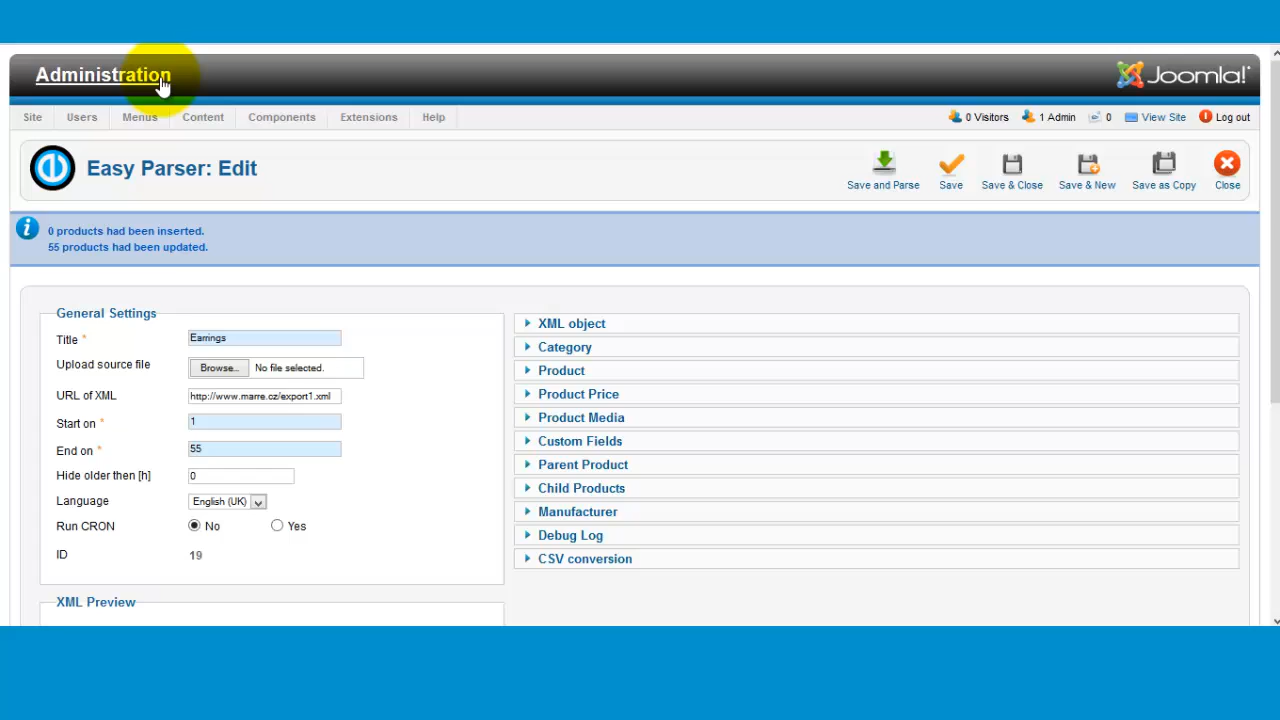 Administration
Joomla!
Site Users Menus Content Components Extensions Help
0 Visitors 1 Admin 0 View Site Log out
Easy Parser: Edit
Save and Parse Save Save & Close Save & New Save as Copy Close
0 products had been inserted.
55 products had been updated.
General Settings
Title * Earrings
Upload source file Browse... No file selected.
URL of XML http://www.marre.cz/export1.xml
Start on * 1
End on * 55
Hide older then [h] 0
Language English (UK)
Run CRON No Yes
ID 19
XML Preview
XML object
Category
Product
Product Price
Product Media
Custom Fields
Parent Product
Child Products
Manufacturer
Debug Log
CSV conversion